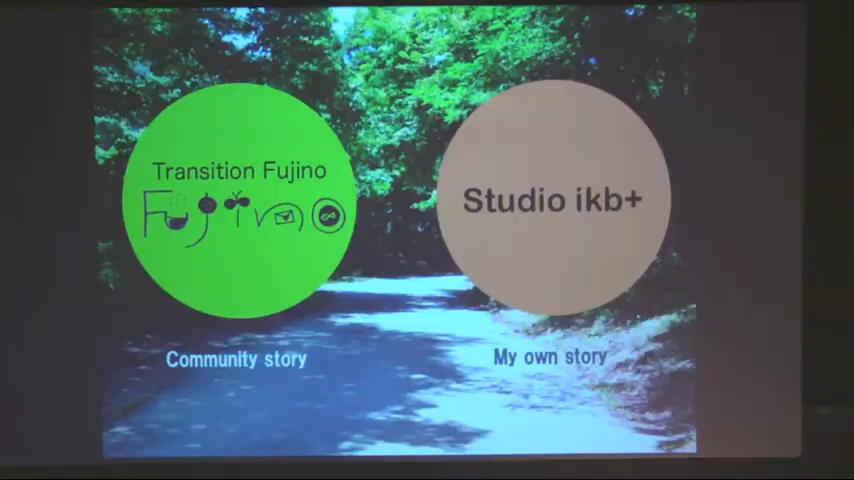 Transition Fujino
Fujino
Studio ikb+
Community story
My own story